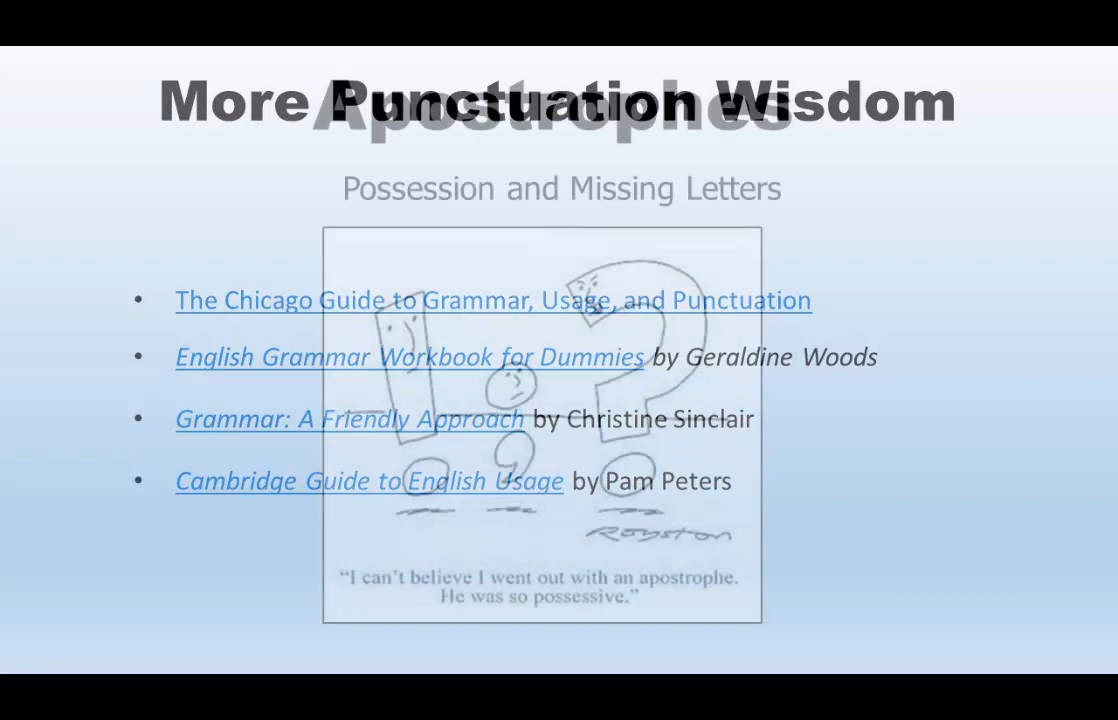 More Punctuation Wisdom
Apostrophes
Possession and Missing Letters
• The Chicago Guide to Grammar, Usage, and Punctuation
• English Grammar Workbook for Dummies by Geraldine Woods
• Grammar: A Friendly Approach by Christine Sinclair
• Cambridge Guide to English Usage by Pam Peters
Royston
“I can’t believe I went out with an apostrophe.
He was so possessive.”